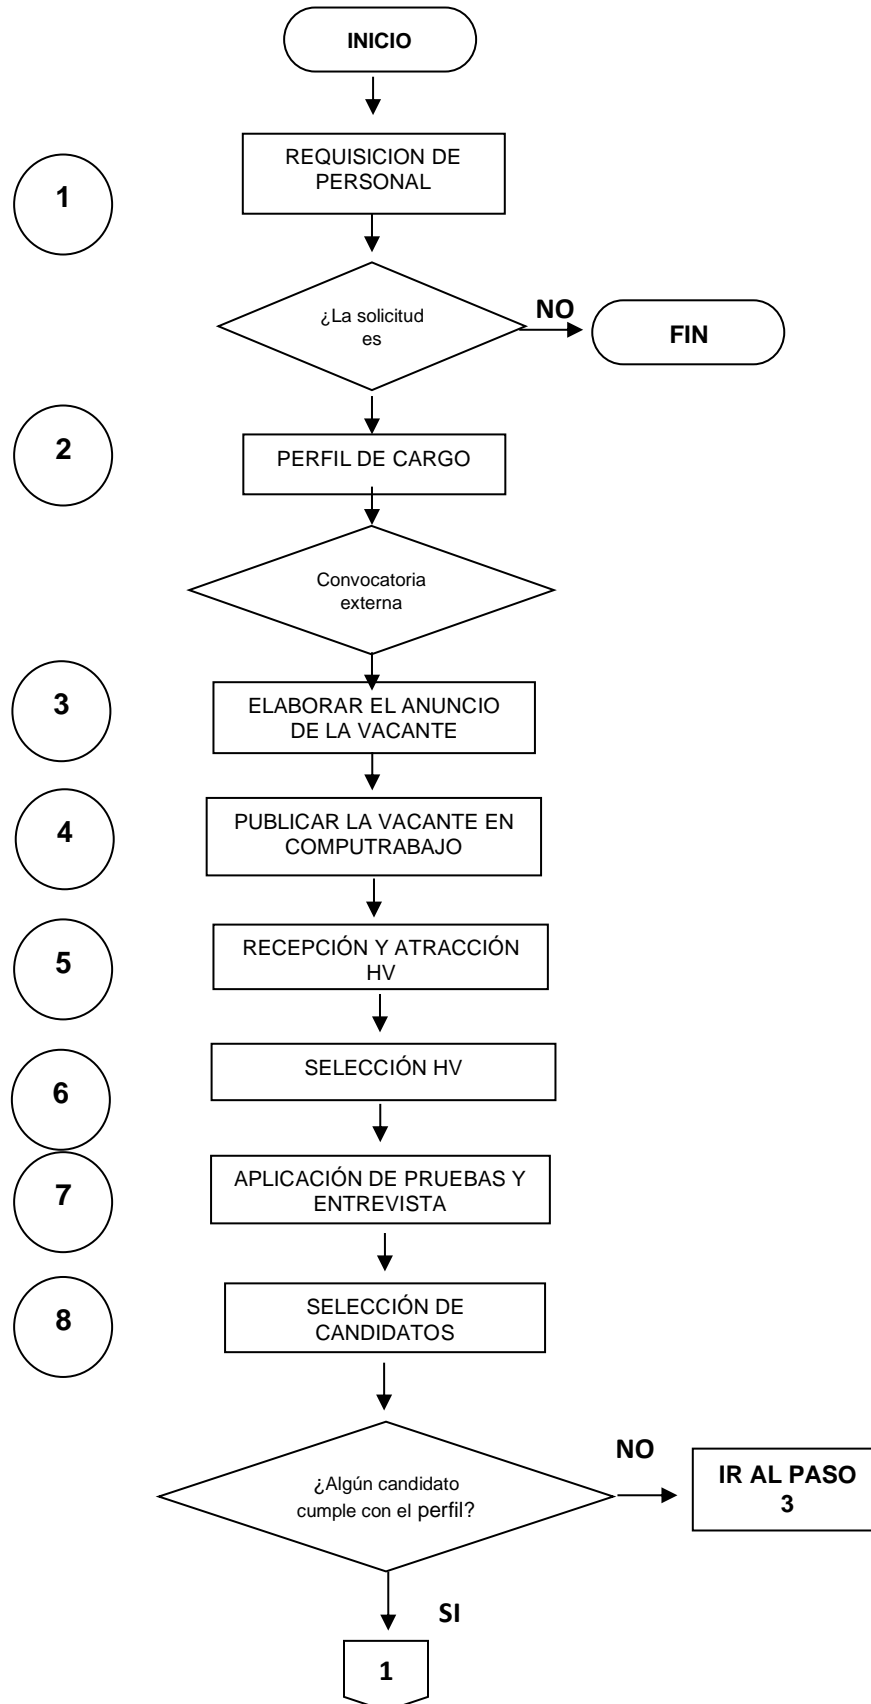 INICIO
1
REQUISICION DE
PERSONAL
¿La solicitud
es
NO
FIN
2
PERFIL DE CARGO
Convocatoria
externa
3
ELABORAR EL ANUNCIO
DE LA VACANTE
4
PUBLICAR LA VACANTE EN
COMPUTRABAJO
5
RECEPCIÓN Y ATRACCIÓN
HV
6
SELECCIÓN HV
7
APLICACIÓN DE PRUEBAS Y
ENTREVISTA
8
SELECCIÓN DE
CANDIDATOS
¿Algún candidato
cumple con el perfil?
NO
IR AL PASO
3
SI
1